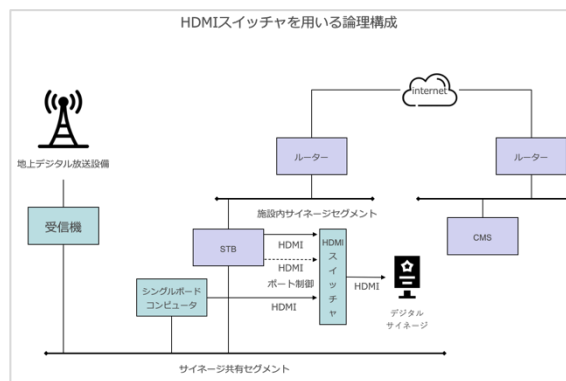 HDMIスイッチャを用いる論理構成
internet
地上デジタル放送設備
ルーター
ルーター
受信機
施設内サイネージセグメント
STB
HDMI
HDMI
ポート制御
HDMI
HDMI
スイッチャ
HDMI
CMS
シングルボード
コンピュータ
デジタル
サイネージ
サイネージ共有セグメント